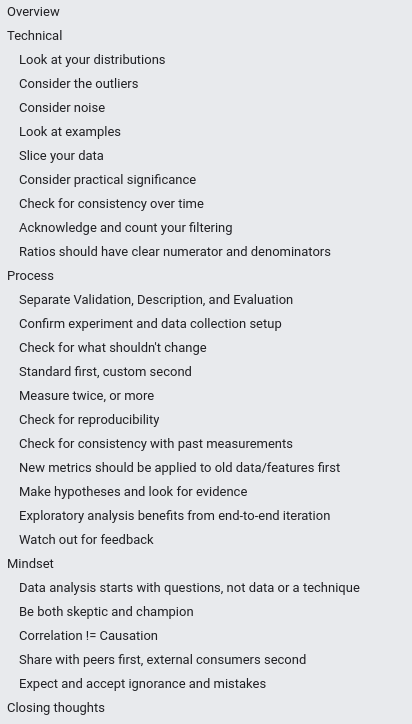 Overview
Technical
Look at your distributions
Consider the outliers
Consider noise
Look at examples
Slice your data
Consider practical significance
Check for consistency over time
Acknowledge and count your filtering
Ratios should have clear numerator and denominators
Process
Separate Validation, Description, and Evaluation
Confirm experiment and data collection setup
Check for what shouldn't change
Standard first, custom second
Measure twice, or more
Check for reproducibility
Check for consistency with past measurements
New metrics should be applied to old data/features first
Make hypotheses and look for evidence
Exploratory analysis benefits from end-to-end iteration
Watch out for feedback
Mindset
Data analysis starts with questions, not data or a technique
Be both skeptic and champion
Correlation != Causation
Share with peers first, external consumers second
Expect and accept ignorance and mistakes
Closing thoughts